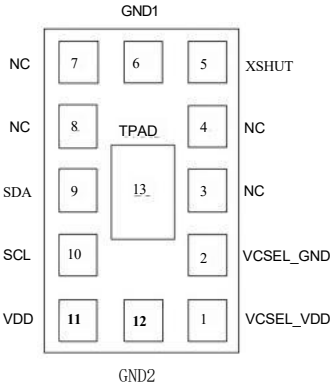 GND1
NC 7 6 5 XSHUT
NC 8 TPAD 4 NC
SDA 9 13 3 NC
SCL 10 2 VCSEL_GND
VDD 11 12 1 VCSEL_VDD
GND2